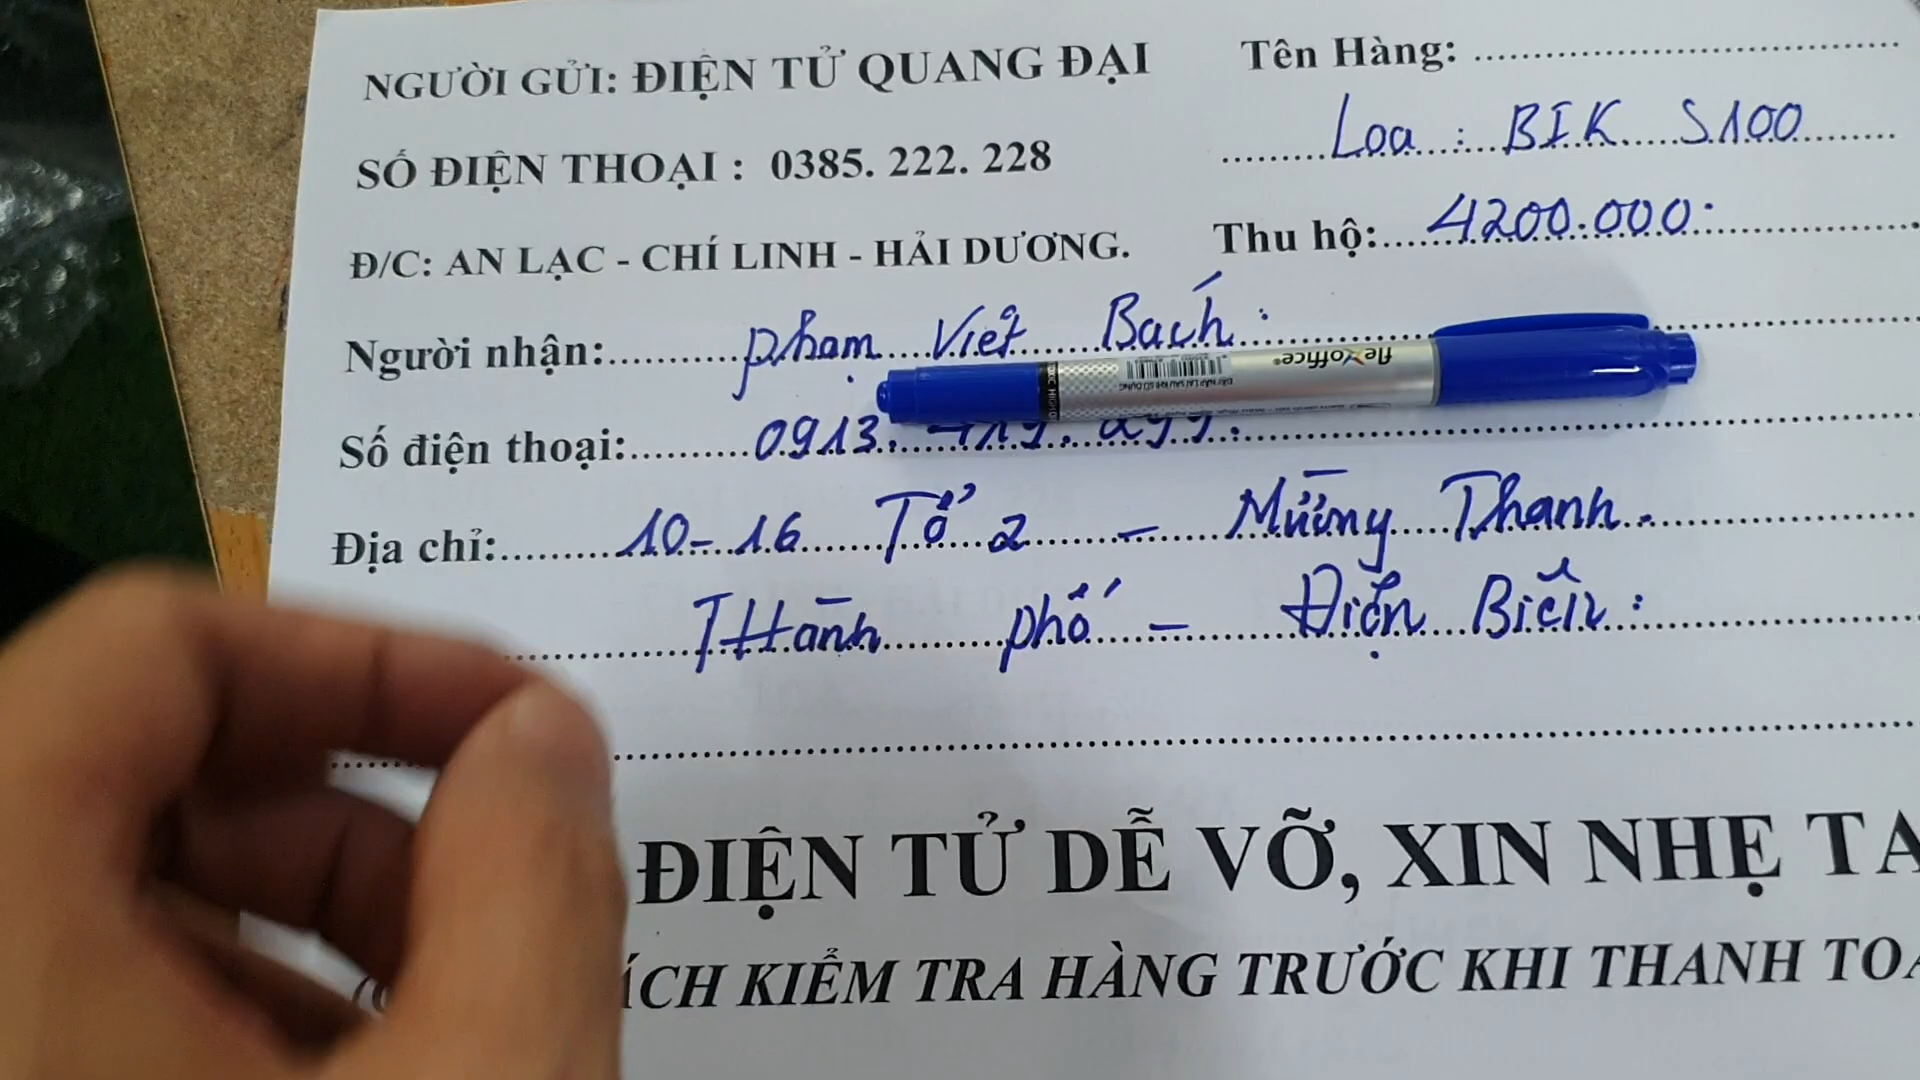 NGƯỜI GỬI: ĐIỆN TỬ QUANG ĐẠI
SỐ ĐIỆN THOẠI : 0385. 222. 228
Đ/C: AN LẠC - CHÍ LINH - HẢI DƯƠNG.
Tên Hàng:
Loa : BIK S100
Thu hộ: 4200.000
Người nhận: Phạm Viết Bách
flexoffice
Số điện thoại: 0913.
Địa chỉ: 10-16 Tổ 2 - Mường Thanh.
Thành phố - Điện Biên:
ĐIỆN TỬ DỄ VỠ, XIN NHẸ TA
ÍCH KIỂM TRA HÀNG TRƯỚC KHI THANH TOÁ